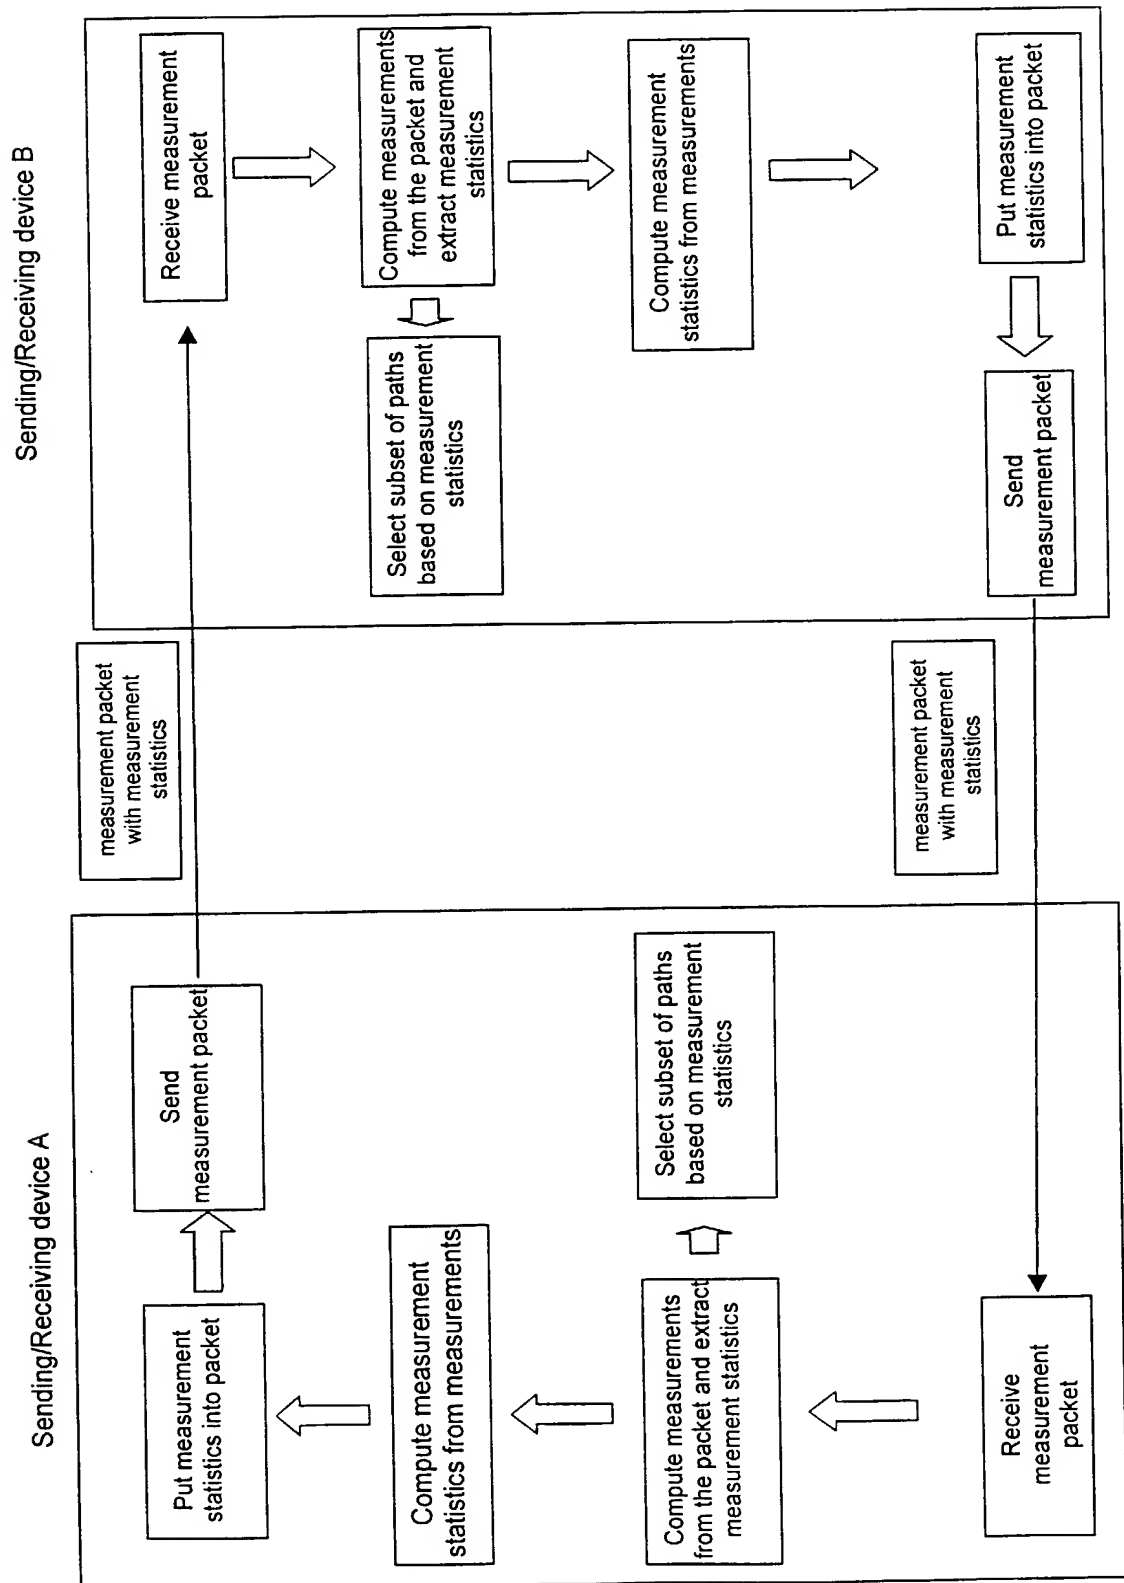 Sending/Receiving device A
Put measurement
statistics into packet
Send
measurement packet
Compute measurement
statistics from measurements
Compute measurements
from the packet and extract
measurement statistics
Select subset of paths
based on measurement
statistics
Receive
measurement
packet
measurement packet
with measurement
statistics
measurement packet
with measurement
statistics
Sending/Receiving device B
Receive measurement
packet
Compute measurements
from the packet and
extract measurement
statistics
Select subset of paths
based on measurement
statistics
Compute measurement
statistics from measurements
Put measurement
statistics into packet
Send
measurement packet